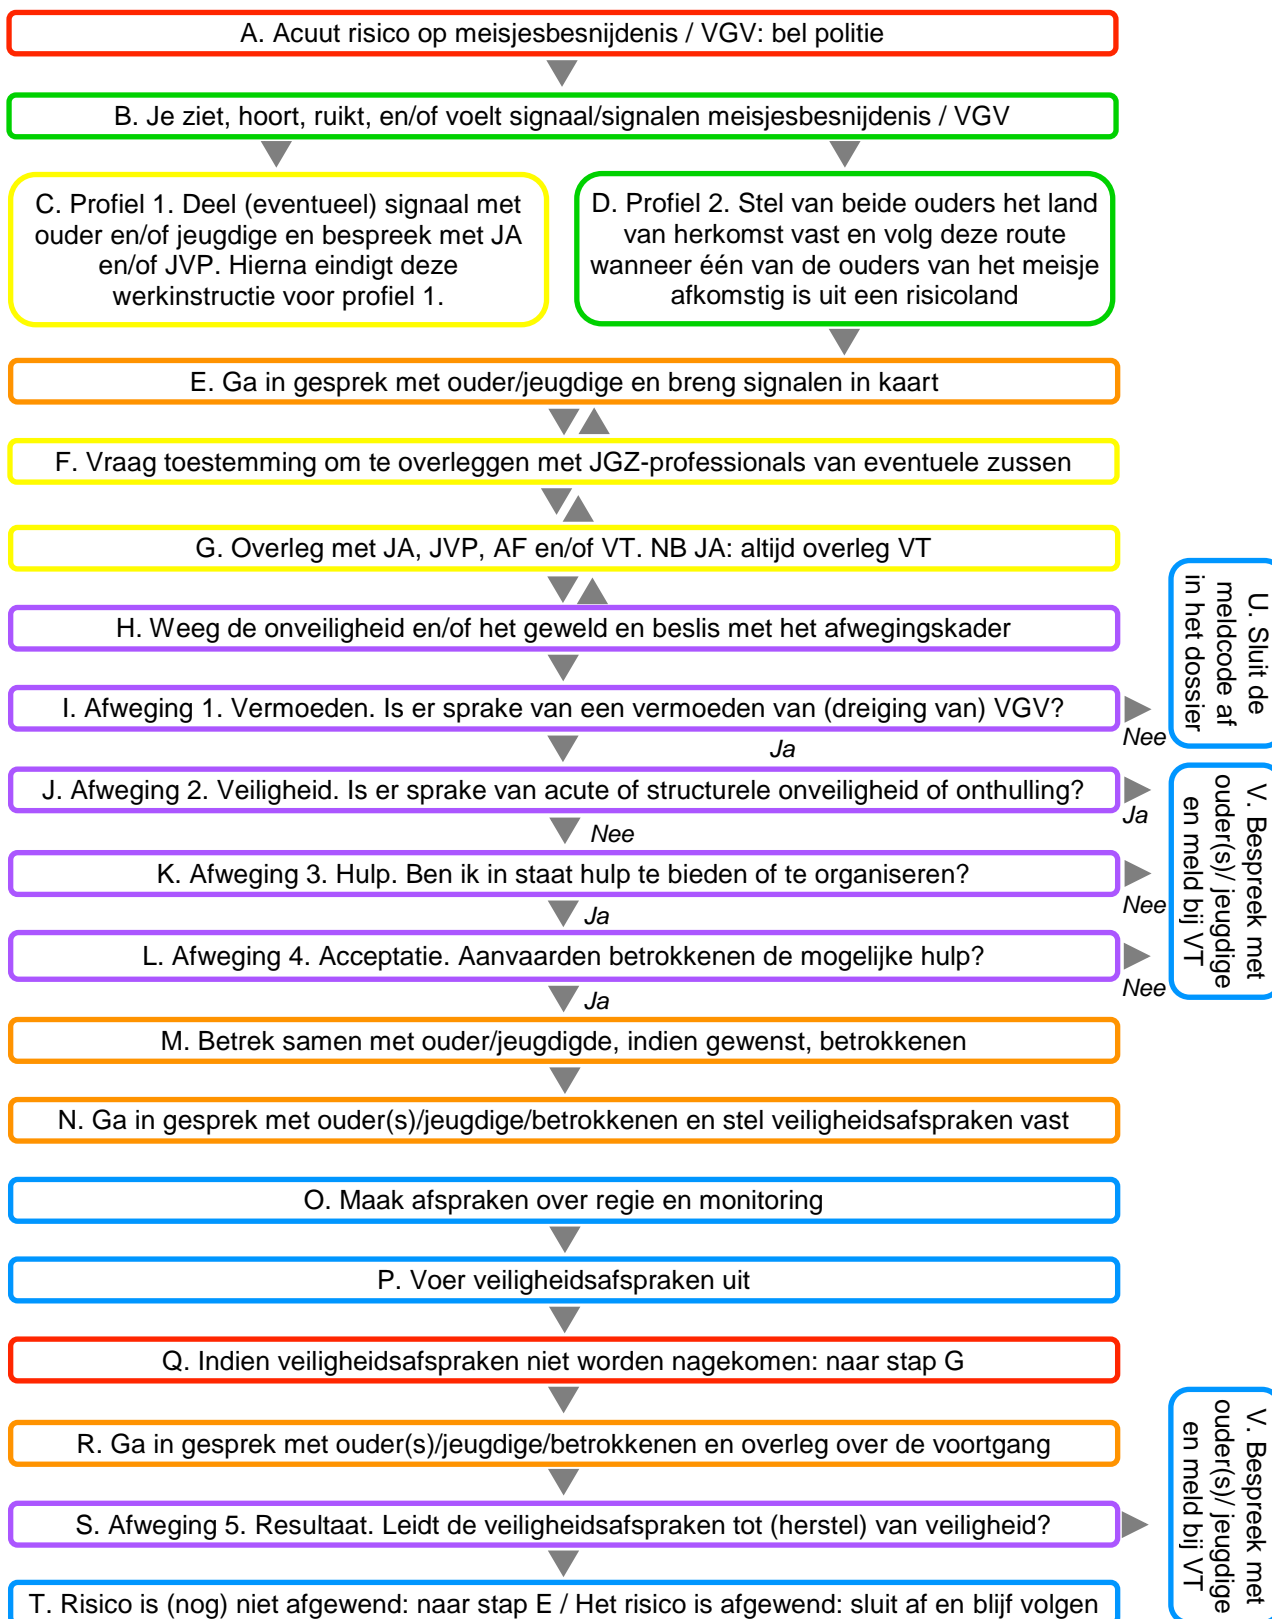 A. Acuut risico op meisjesbesnijdenis / VGV: bel politie
B. Je ziet, hoort, ruikt, en/of voelt signaal/signalen meisjesbesnijdenis / VGV
C. Profiel 1. Deel (eventueel) signaal met
ouder en/of jeugdige en bespreek met JA
en/of JVP. Hierna eindigt deze
werkinstructie voor profiel 1.
D. Profiel 2. Stel van beide ouders het land
van herkomst vast en volg deze route
wanneer één van de ouders van het meisje
afkomstig is uit een risicoland
E. Ga in gesprek met ouder/jeugdige en breng signalen in kaart
F. Vraag toestemming om te overleggen met JGZ-professionals van eventuele zussen
G. Overleg met JA, JVP, AF en/of VT. NB JA: altijd overleg VT
H. Weeg de onveiligheid en/of het geweld en beslis met het afwegingskader
I. Afweging 1. Vermoeden. Is er sprake van een vermoeden van (dreiging van) VGV?
Nee
U. Sluit de
meldcode af
in het dossier
Ja
J. Afweging 2. Veiligheid. Is er sprake van acute of structurele onveiligheid of onthulling?
Ja
V. Bespreek met
ouder(s)/ jeugdige
en meld bij VT
Nee
K. Afweging 3. Hulp. Ben ik in staat hulp te bieden of te organiseren?
Nee
Ja
L. Afweging 4. Acceptatie. Aanvaarden betrokkenen de mogelijke hulp?
Nee
Ja
M. Betrek samen met ouder/jeugdigde, indien gewenst, betrokkenen
N. Ga in gesprek met ouder(s)/jeugdige/betrokkenen en stel veiligheidsafspraken vast
O. Maak afspraken over regie en monitoring
P. Voer veiligheidsafspraken uit
Q. Indien veiligheidsafspraken niet worden nagekomen: naar stap G
R. Ga in gesprek met ouder(s)/jeugdige/betrokkenen en overleg over de voortgang
S. Afweging 5. Resultaat. Leidt de veiligheidsafspraken tot (herstel) van veiligheid?
V. Bespreek met
ouder(s)/ jeugdige
en meld bij VT
T. Risico is (nog) niet afgewend: naar stap E / Het risico is afgewend: sluit af en blijf volgen